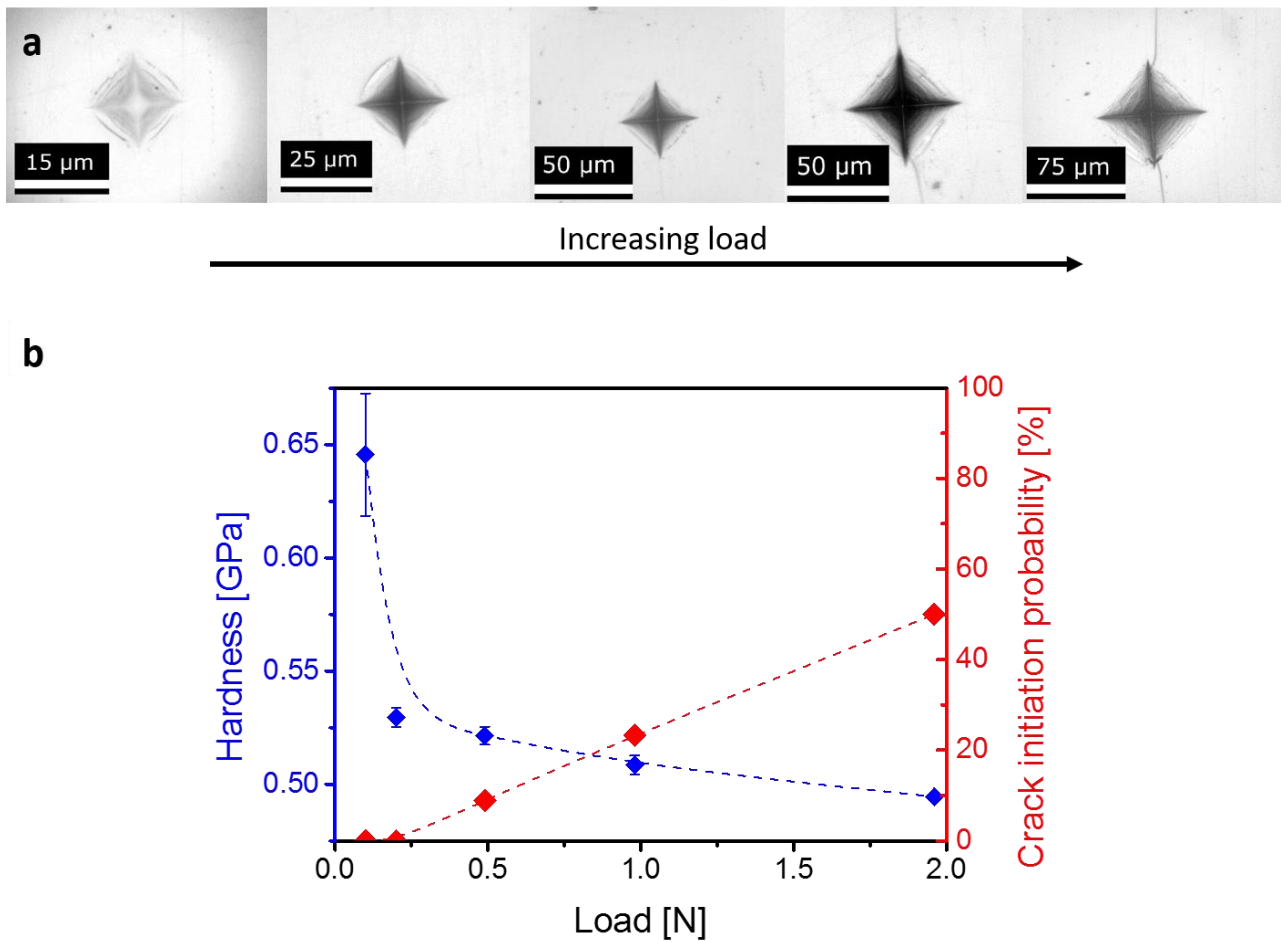 a
15 µm
25 µm
50 µm
50 µm
75 µm
Increasing load
b
Hardness [GPa]
0.65
0.60
0.55
0.50
100
80
60
40
20
0
Crack initiation probability [%]
0.0
0.5
1.0
1.5
2.0
Load [N]